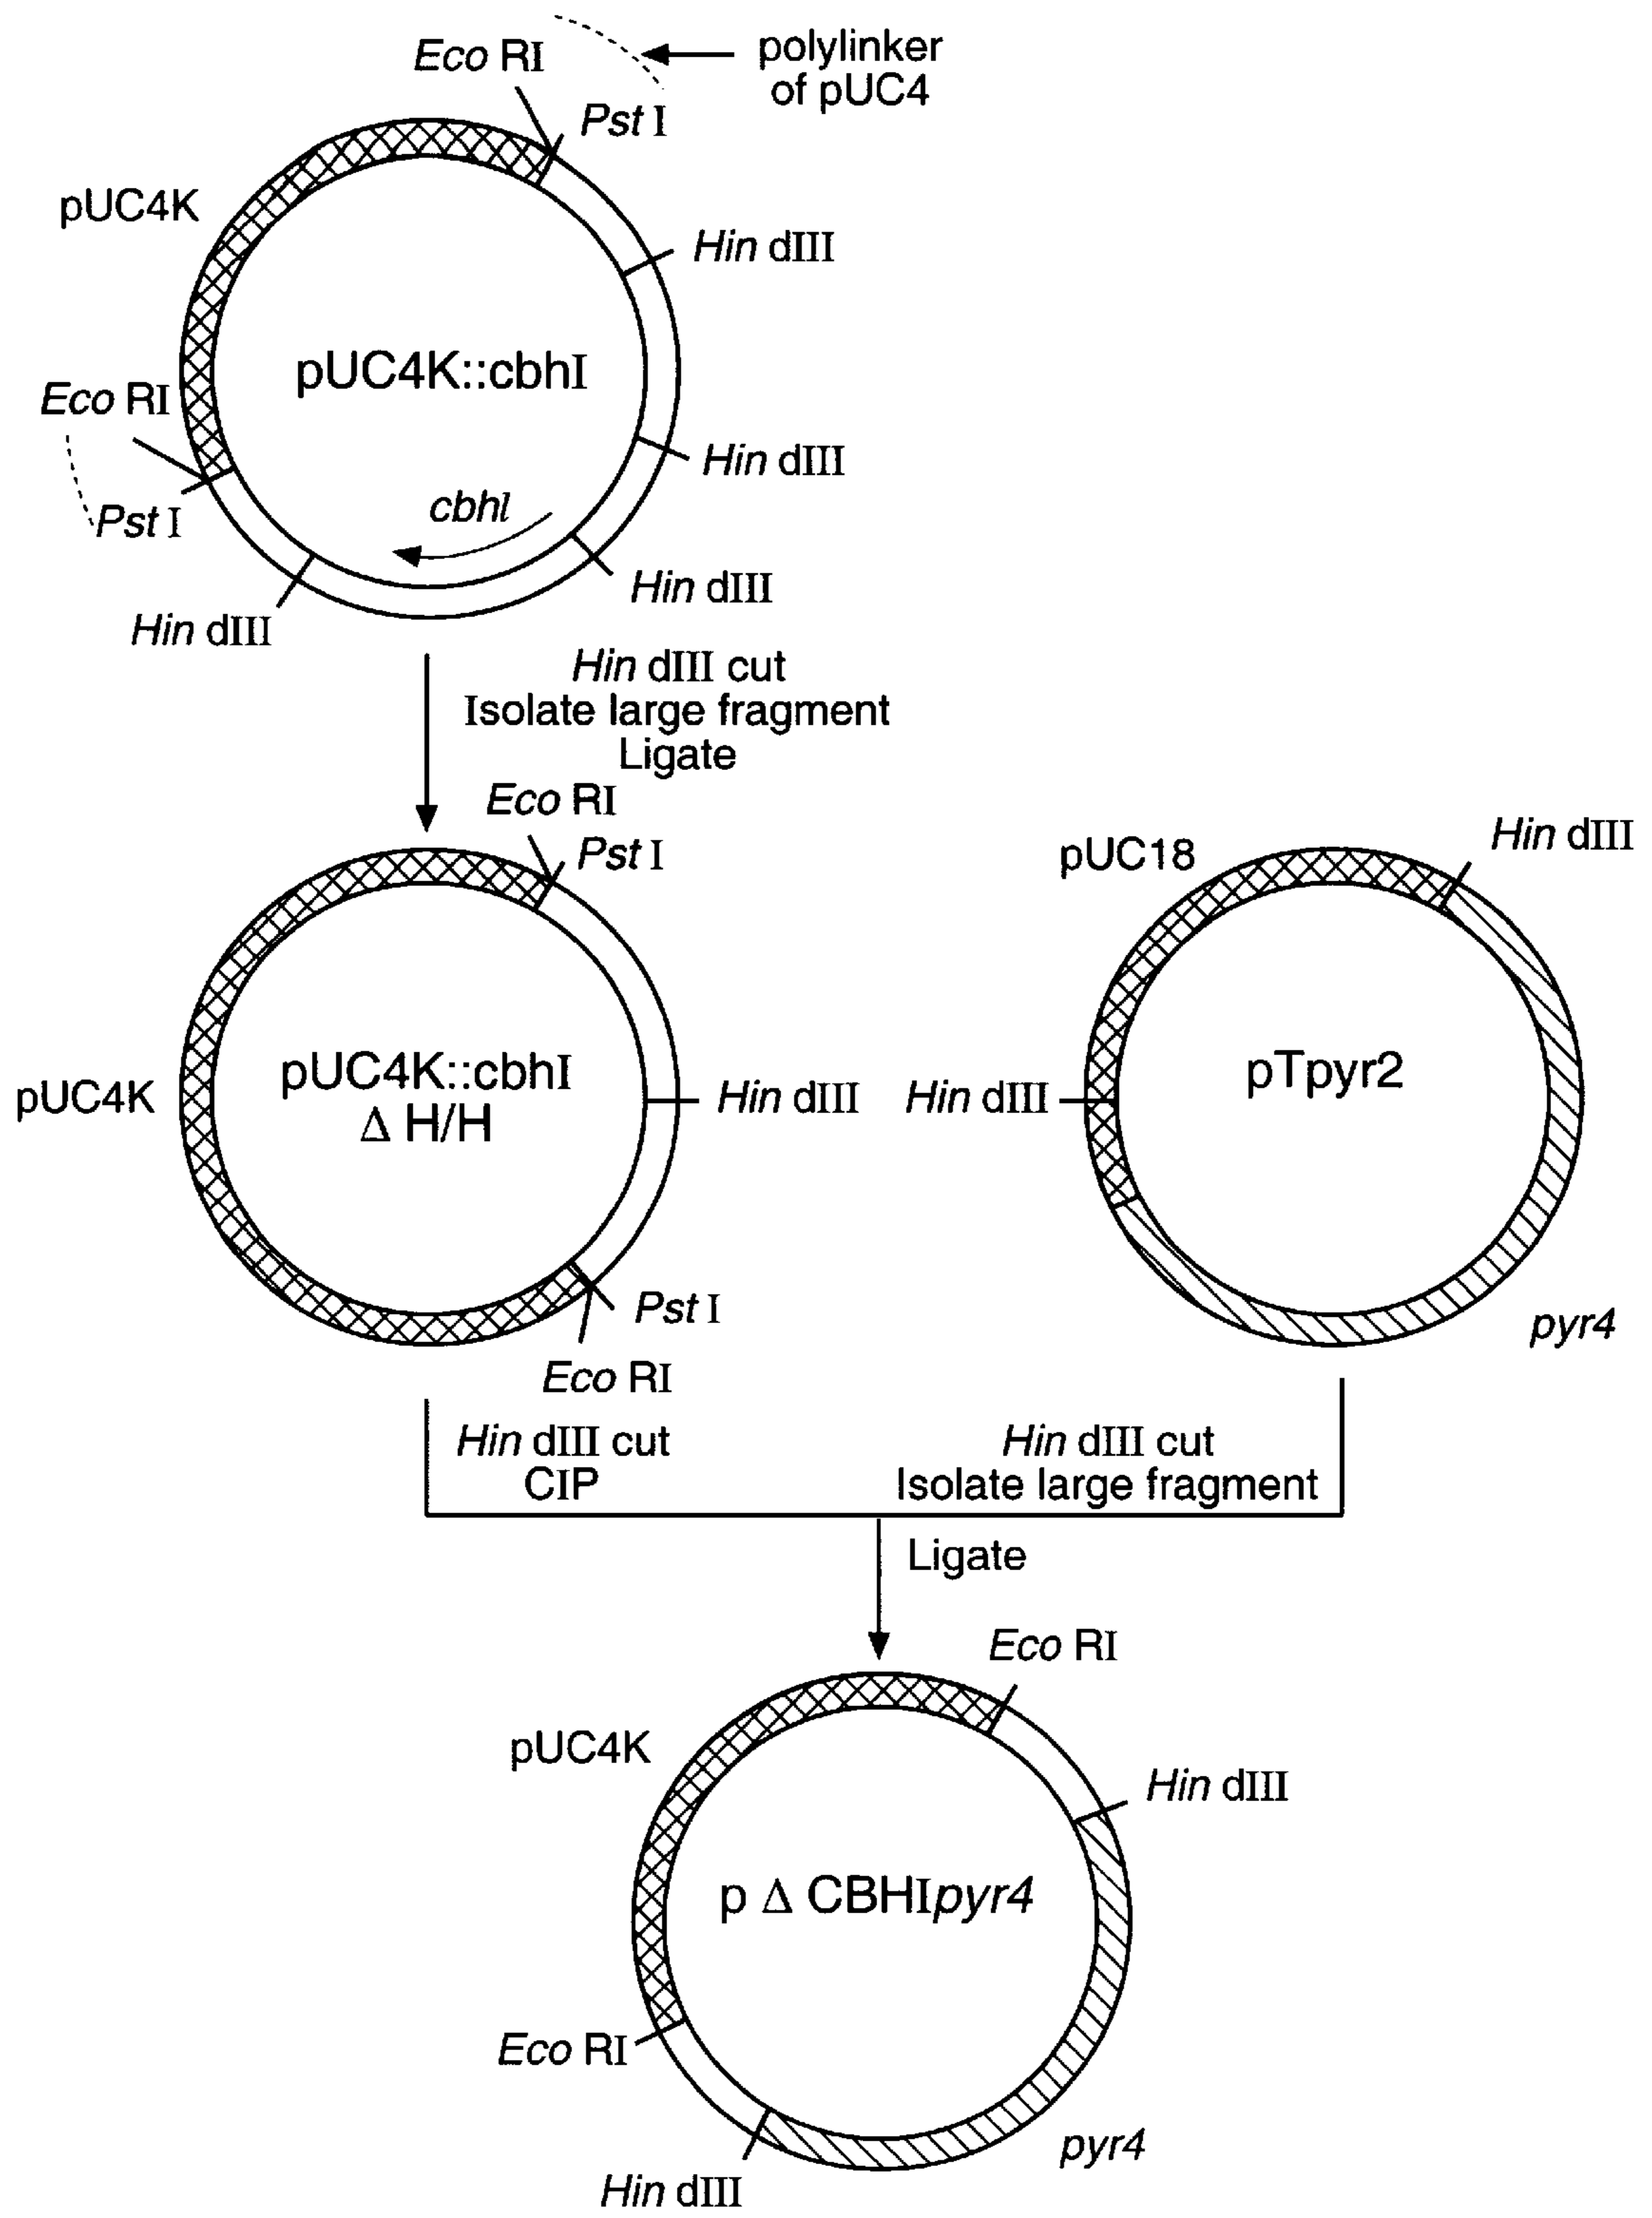 Eco RI
polylinker
of pUC4
Pst I
pUC4K
Hin dIII
pUC4K::cbhI
Eco RI
Hin dIII
cbhI
Pst I
Hin dIII
Hin dIII
Hin dIII cut
Isolate large fragment
Ligate
Eco RI
Pst I
pUC18
Hin dIII
pUC4K::cbhI
Δ H/H
pTpyr2
pUC4K
Hin dIII
Hin dIII
Pst I
pyr4
Eco RI
Hin dIII cut
CIP
Hin dIII cut
Isolate large fragment
Ligate
Eco RI
pUC4K
Hin dIII
p Δ CBHIpyr4
Eco RI
pyr4
Hin dIII